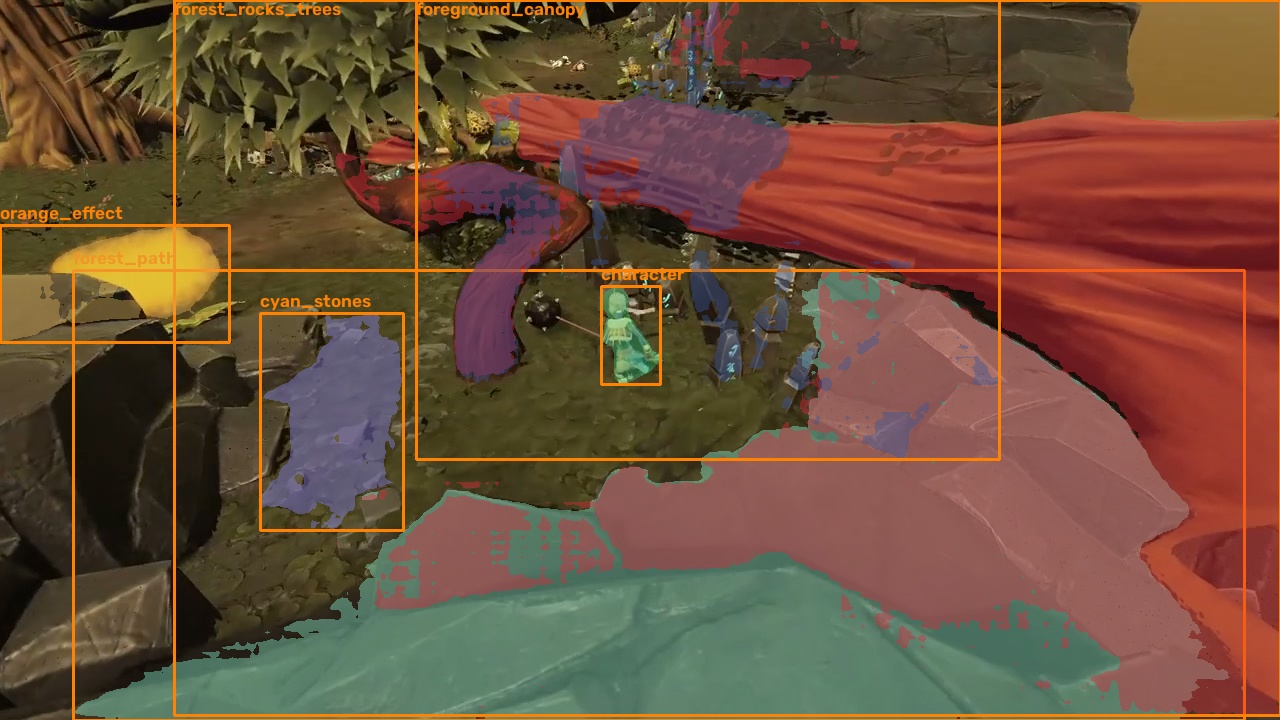 forest_rocks_trees
foreground_canopy
orange_effect
forest_path
character
cyan_stones